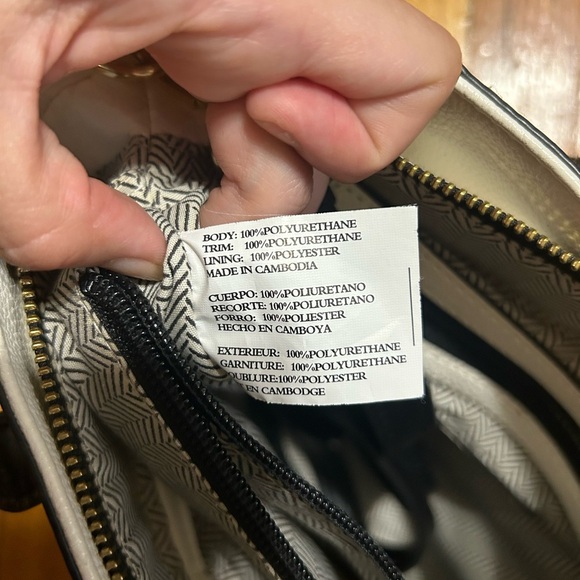 BODY: 100%POLYURETHANE
TRIM: 100%POLYURETHANE
LINING: 100%POLYESTER
MADE IN CAMBODIA
CUERPO: 100%POLIURETANO
RECORTE: 100%POLIURETANO
FORRO: 100%POLIESTER
HECHO EN CAMBOYA
EXTERIEUR: 100%POLYURETHANE
GARNITURE: 100%POLYURETHANE
OUBLURE:100%POLYESTER
EN CAMBODGE